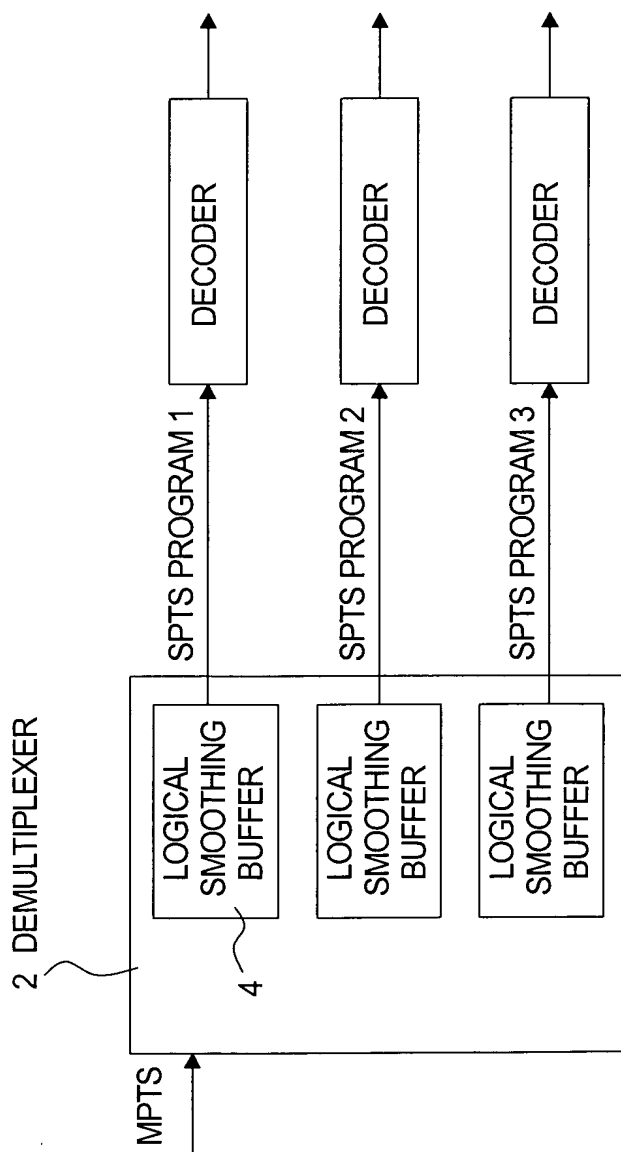 2 DEMULTIPLEXER
MPTS
4
LOGICAL
SMOOTHING
BUFFER
SPTS PROGRAM 1
DECODER
LOGICAL
SMOOTHING
BUFFER
SPTS PROGRAM 2
DECODER
LOGICAL
SMOOTHING
BUFFER
SPTS PROGRAM 3
DECODER